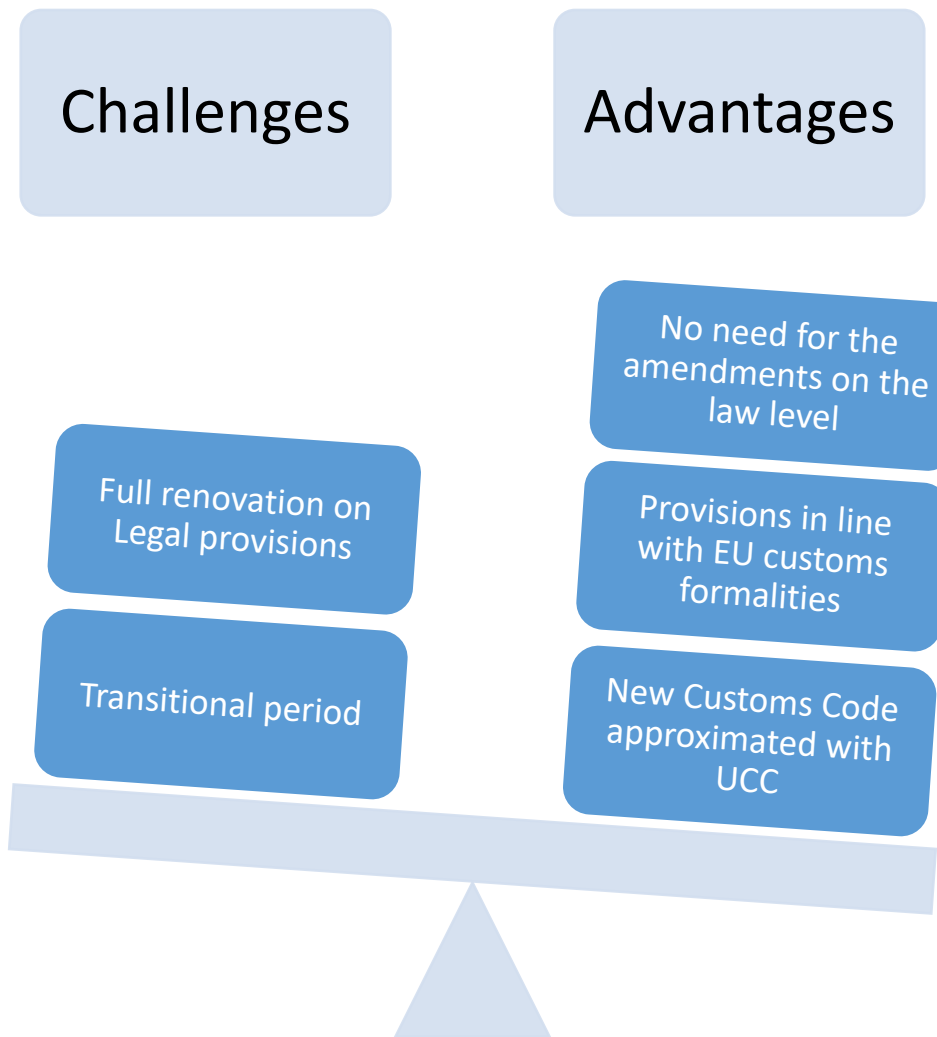 Challenges
Advantages
Full renovation on
Legal provisions
Transitional period
No need for the
amendments on the
law level
Provisions in line
with EU customs
formalities
New Customs Code
approximated with
UCC